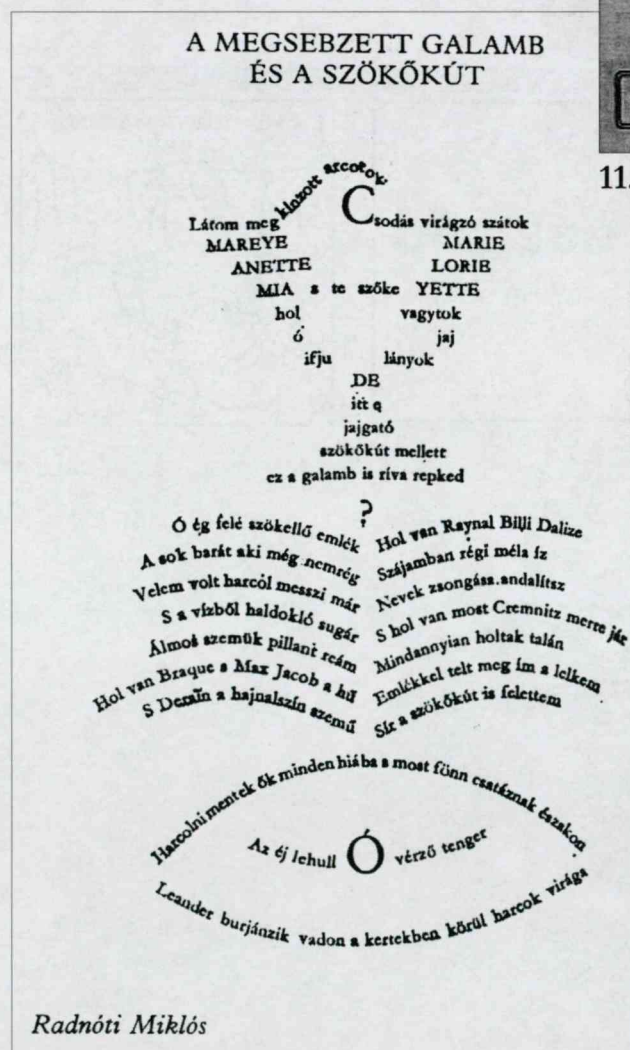 A MEGSEBZETT GALAMB
ÉS A SZÖKŐKÚT
11.
Látom meg kínzott arcotok
Csodás virágzó szátok
MAREYE MARIE
ANETTE LORIE
MIA s te szőke YETTE
hol vagytok
ó jaj
ifju lányok
DE
itt a
jajgató
szökőkút mellett
ez a galamb is ríva repked
?
Ó ég felé szökellő emlék
A sok barát aki még nemrég
Velem volt harcól messzi már
S a vízből haldokló sugár
Álmos szemük pillant reám
Hol van Braque s Max Jacob a hű
S Deraín a hajnalszín szemű
Hol van Raynal Billi Dalize
Szájamban régi méla íz
Nevek zsongása andalítsz
S hol van most Cremnitz merre jár
Mindannyian holtak talán
Emlékkel telt meg ím a lelkem
Sír a szökőkút is felettem
Harcolni mentek ők minden hiába s most fönn csatáznak északon
Az éj lehull Ó vérző tenger
Leander burjánzik vadon a kertekben körül harcok virága
Radnóti Miklós